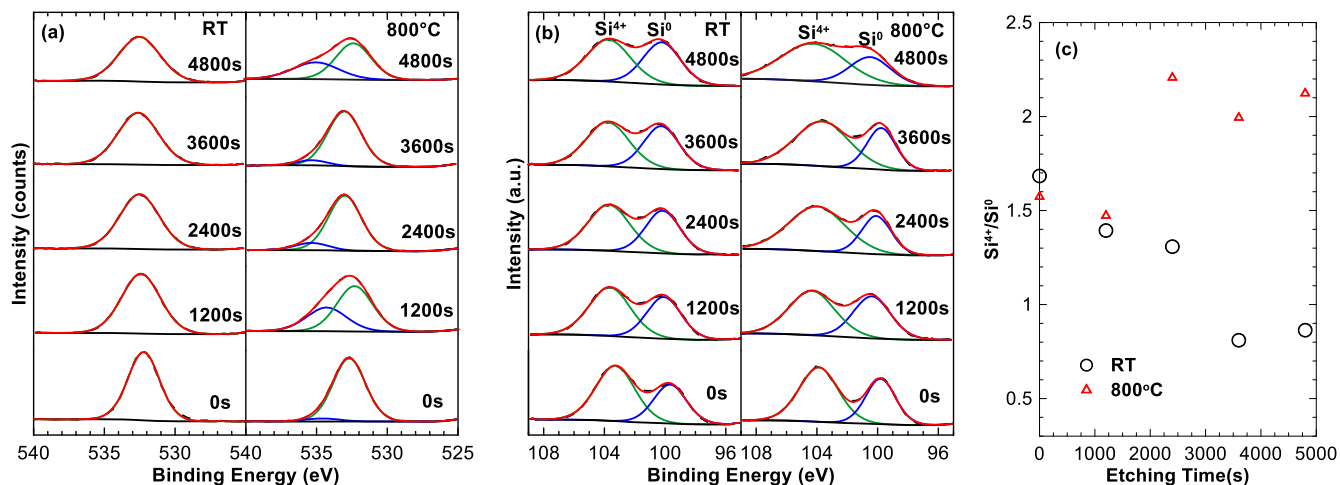 (a)
RT
800°C
4800s
4800s
3600s
3600s
2400s
2400s
1200s
1200s
0s
0s
Intensity (counts)
540
535
530
540
535
530
525
Binding Energy (eV)
(b)
Si⁴⁺
Si⁰
RT
Si⁴⁺
Si⁰
800°C
4800s
4800s
3600s
3600s
2400s
2400s
1200s
1200s
0s
0s
Intensity (a.u.)
108
104
100
96
108
104
100
96
Binding Energy (eV)
(c)
2.5
2
1.5
1
0.5
Si⁴⁺/Si⁰
RT
800°C
0
1000
2000
3000
4000
5000
Etching Time(s)